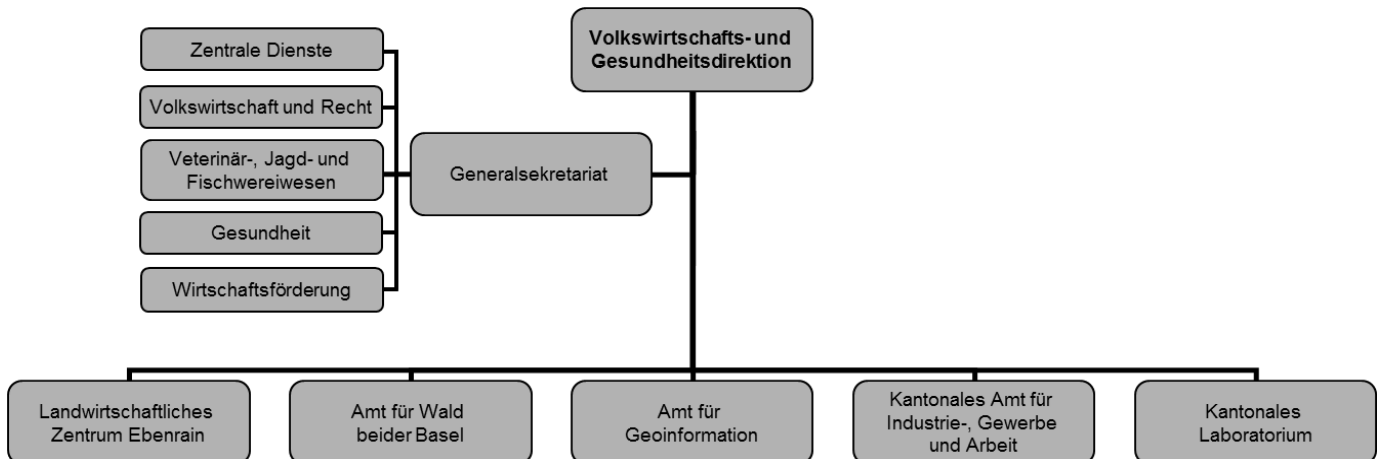 Volkswirtschafts- und
Gesundheitsdirektion
Zentrale Dienste
Volkswirtschaft und Recht
Veterinär-, Jagd- und
Fischwereiwesen
Gesundheit
Wirtschaftsförderung
Generalsekretariat
Landwirtschaftliches
Zentrum Ebenrain
Amt für Wald
beider Basel
Amt für
Geoinformation
Kantonales Amt für
Industrie-, Gewerbe
und Arbeit
Kantonales
Laboratorium